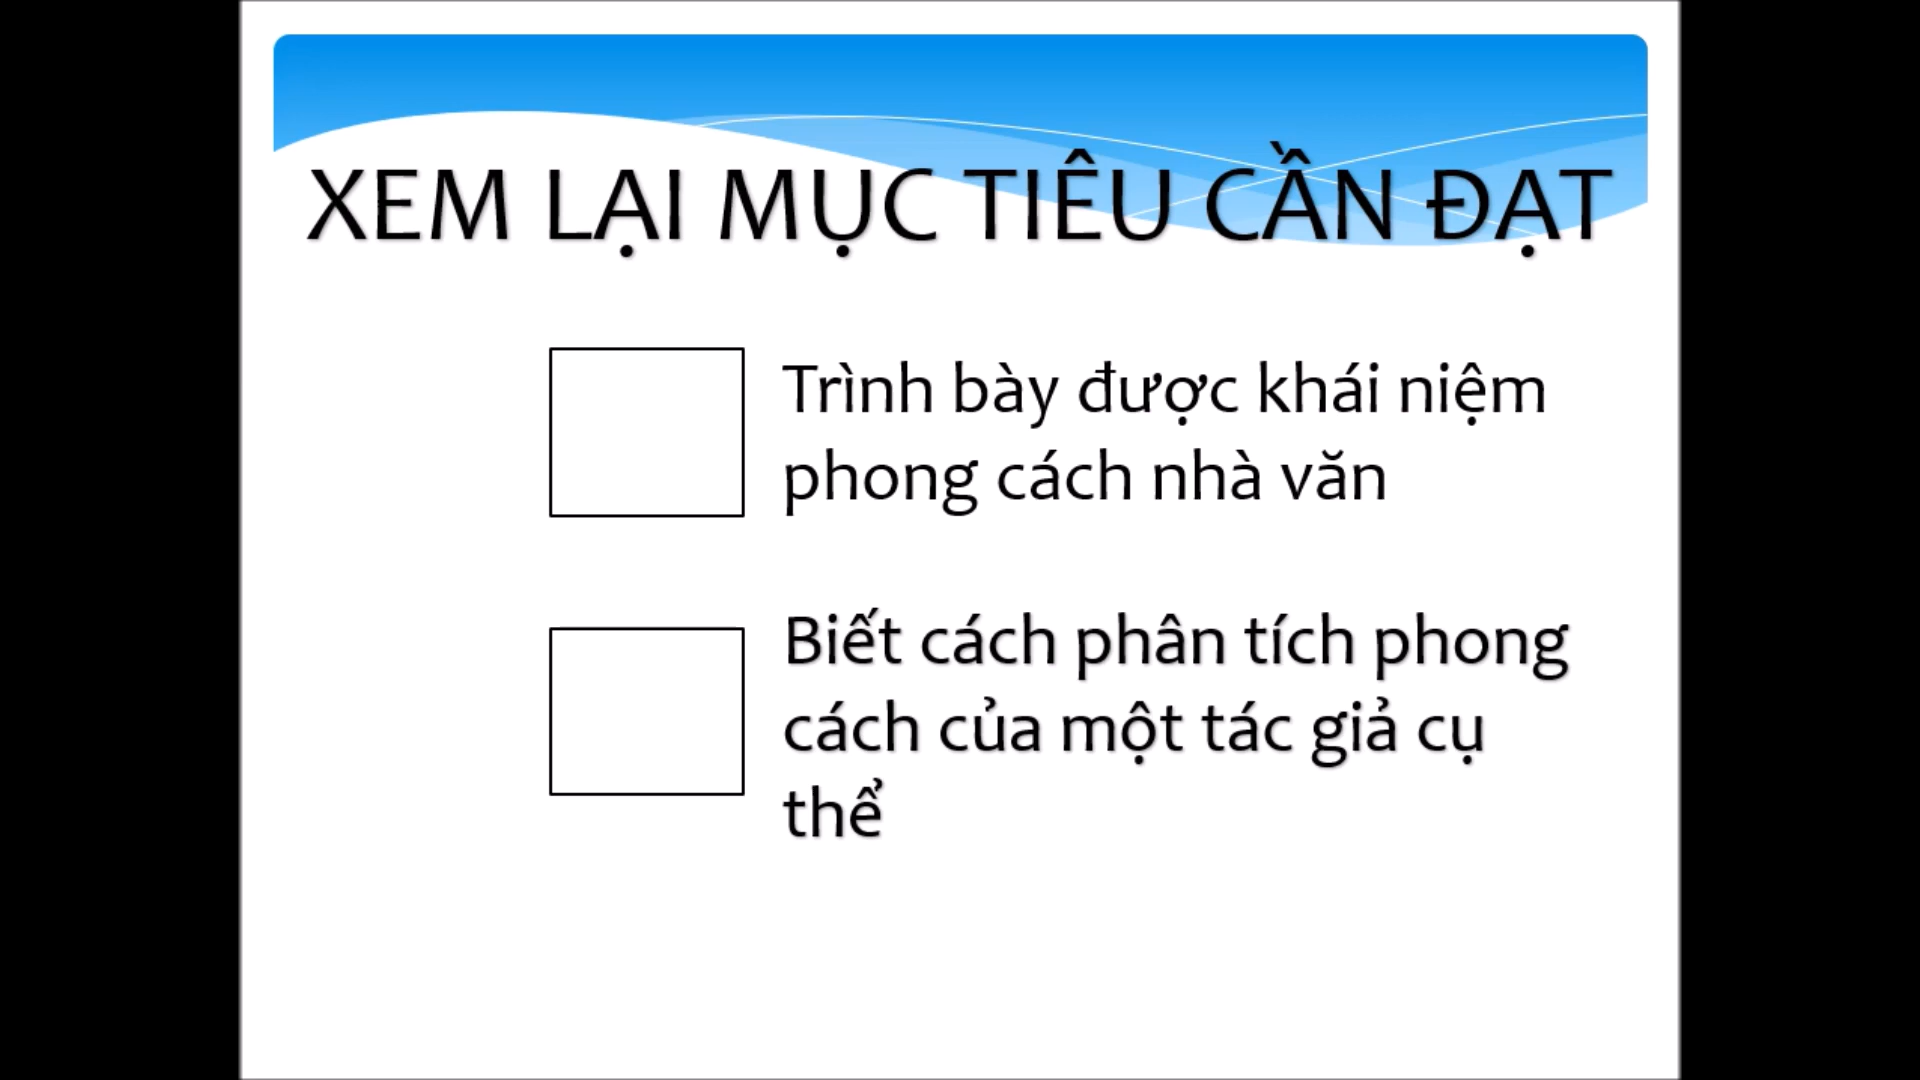 XEM LẠI MỤC TIÊU CẦN ĐẠT
Trình bày được khái niệm
phong cách nhà văn
Biết cách phân tích phong
cách của một tác giả cụ
thể